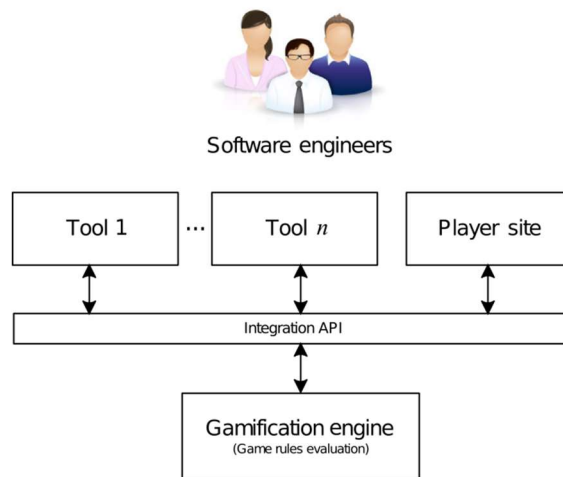 Software engineers
Tool 1 ... Tool n Player site
Integration API
Gamification engine
(Game rules evaluation)